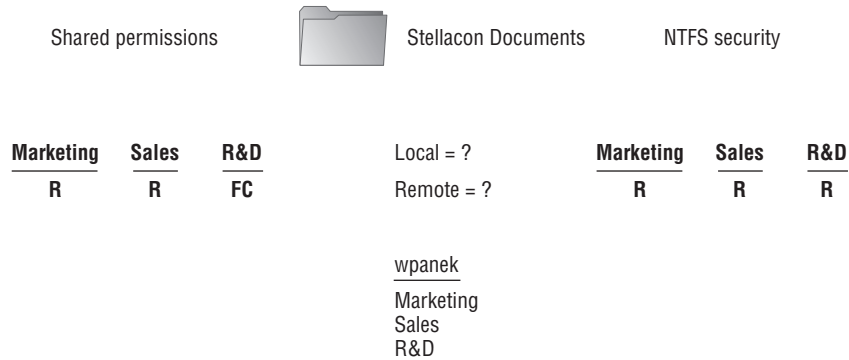 Shared permissions Stellacon Documents NTFS security
Marketing Sales R&D Local = ? Marketing Sales R&D
R R FC Remote = ? R R R
wpanek
Marketing
Sales
R&D